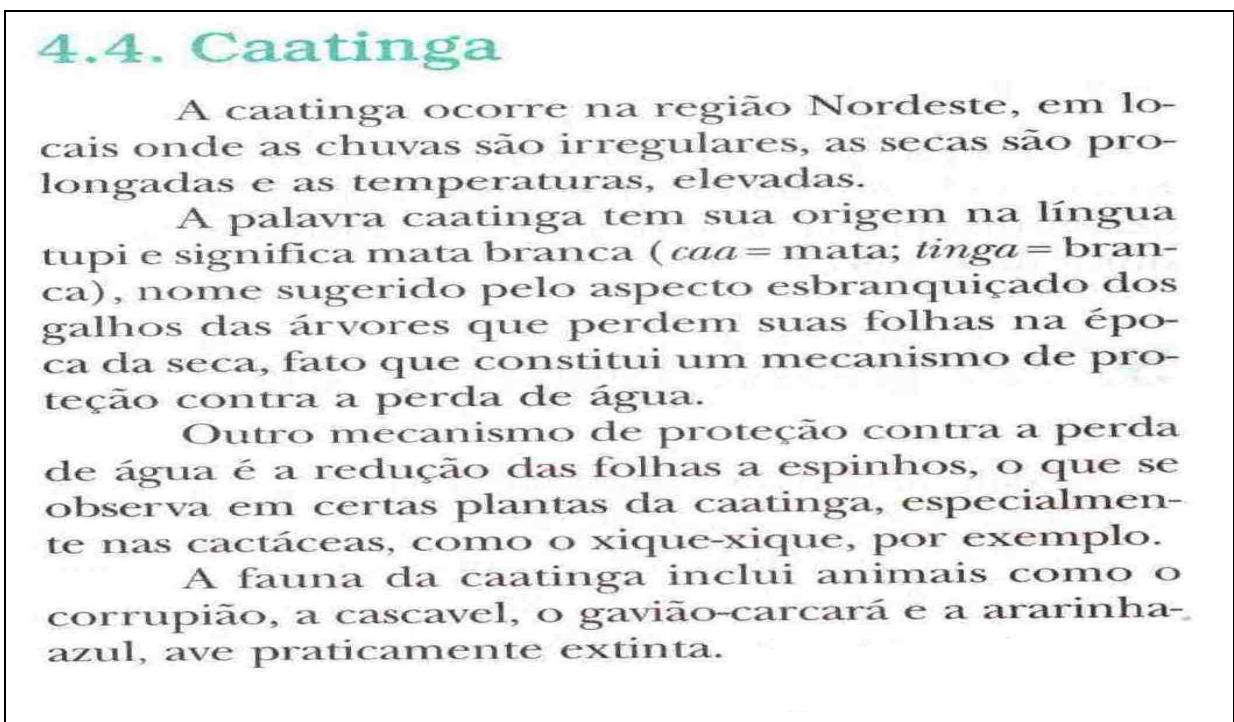 4.4. Caatinga
A caatinga ocorre na região Nordeste, em lo-
cais onde as chuvas são irregulares, as secas são pro-
longadas e as temperaturas, elevadas.
A palavra caatinga tem sua origem na língua
tupi e significa mata branca (caa = mata; tinga = bran-
ca), nome sugerido pelo aspecto esbranquiçado dos
galhos das árvores que perdem suas folhas na épo-
ca da seca, fato que constitui um mecanismo de pro-
teção contra a perda de água.
Outro mecanismo de proteção contra a perda
de água é a redução das folhas a espinhos, o que se
observa em certas plantas da caatinga, especialmen-
te nas cactáceas, como o xique-xique, por exemplo.
A fauna da caatinga inclui animais como o
corrupião, a cascavel, o gavião-carcará e a ararinha-
azul, ave praticamente extinta.